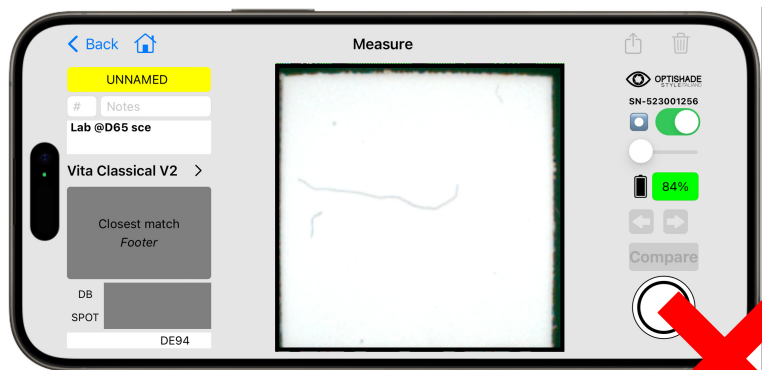 Back
Measure
UNNAMED
# Notes
Lab @D65 sce
Vita Classical V2
Closest match
Footer
DB
SPOT
DE94
OPTISHADE
STYLEITALIANO
SN-523001256
84%
Compare